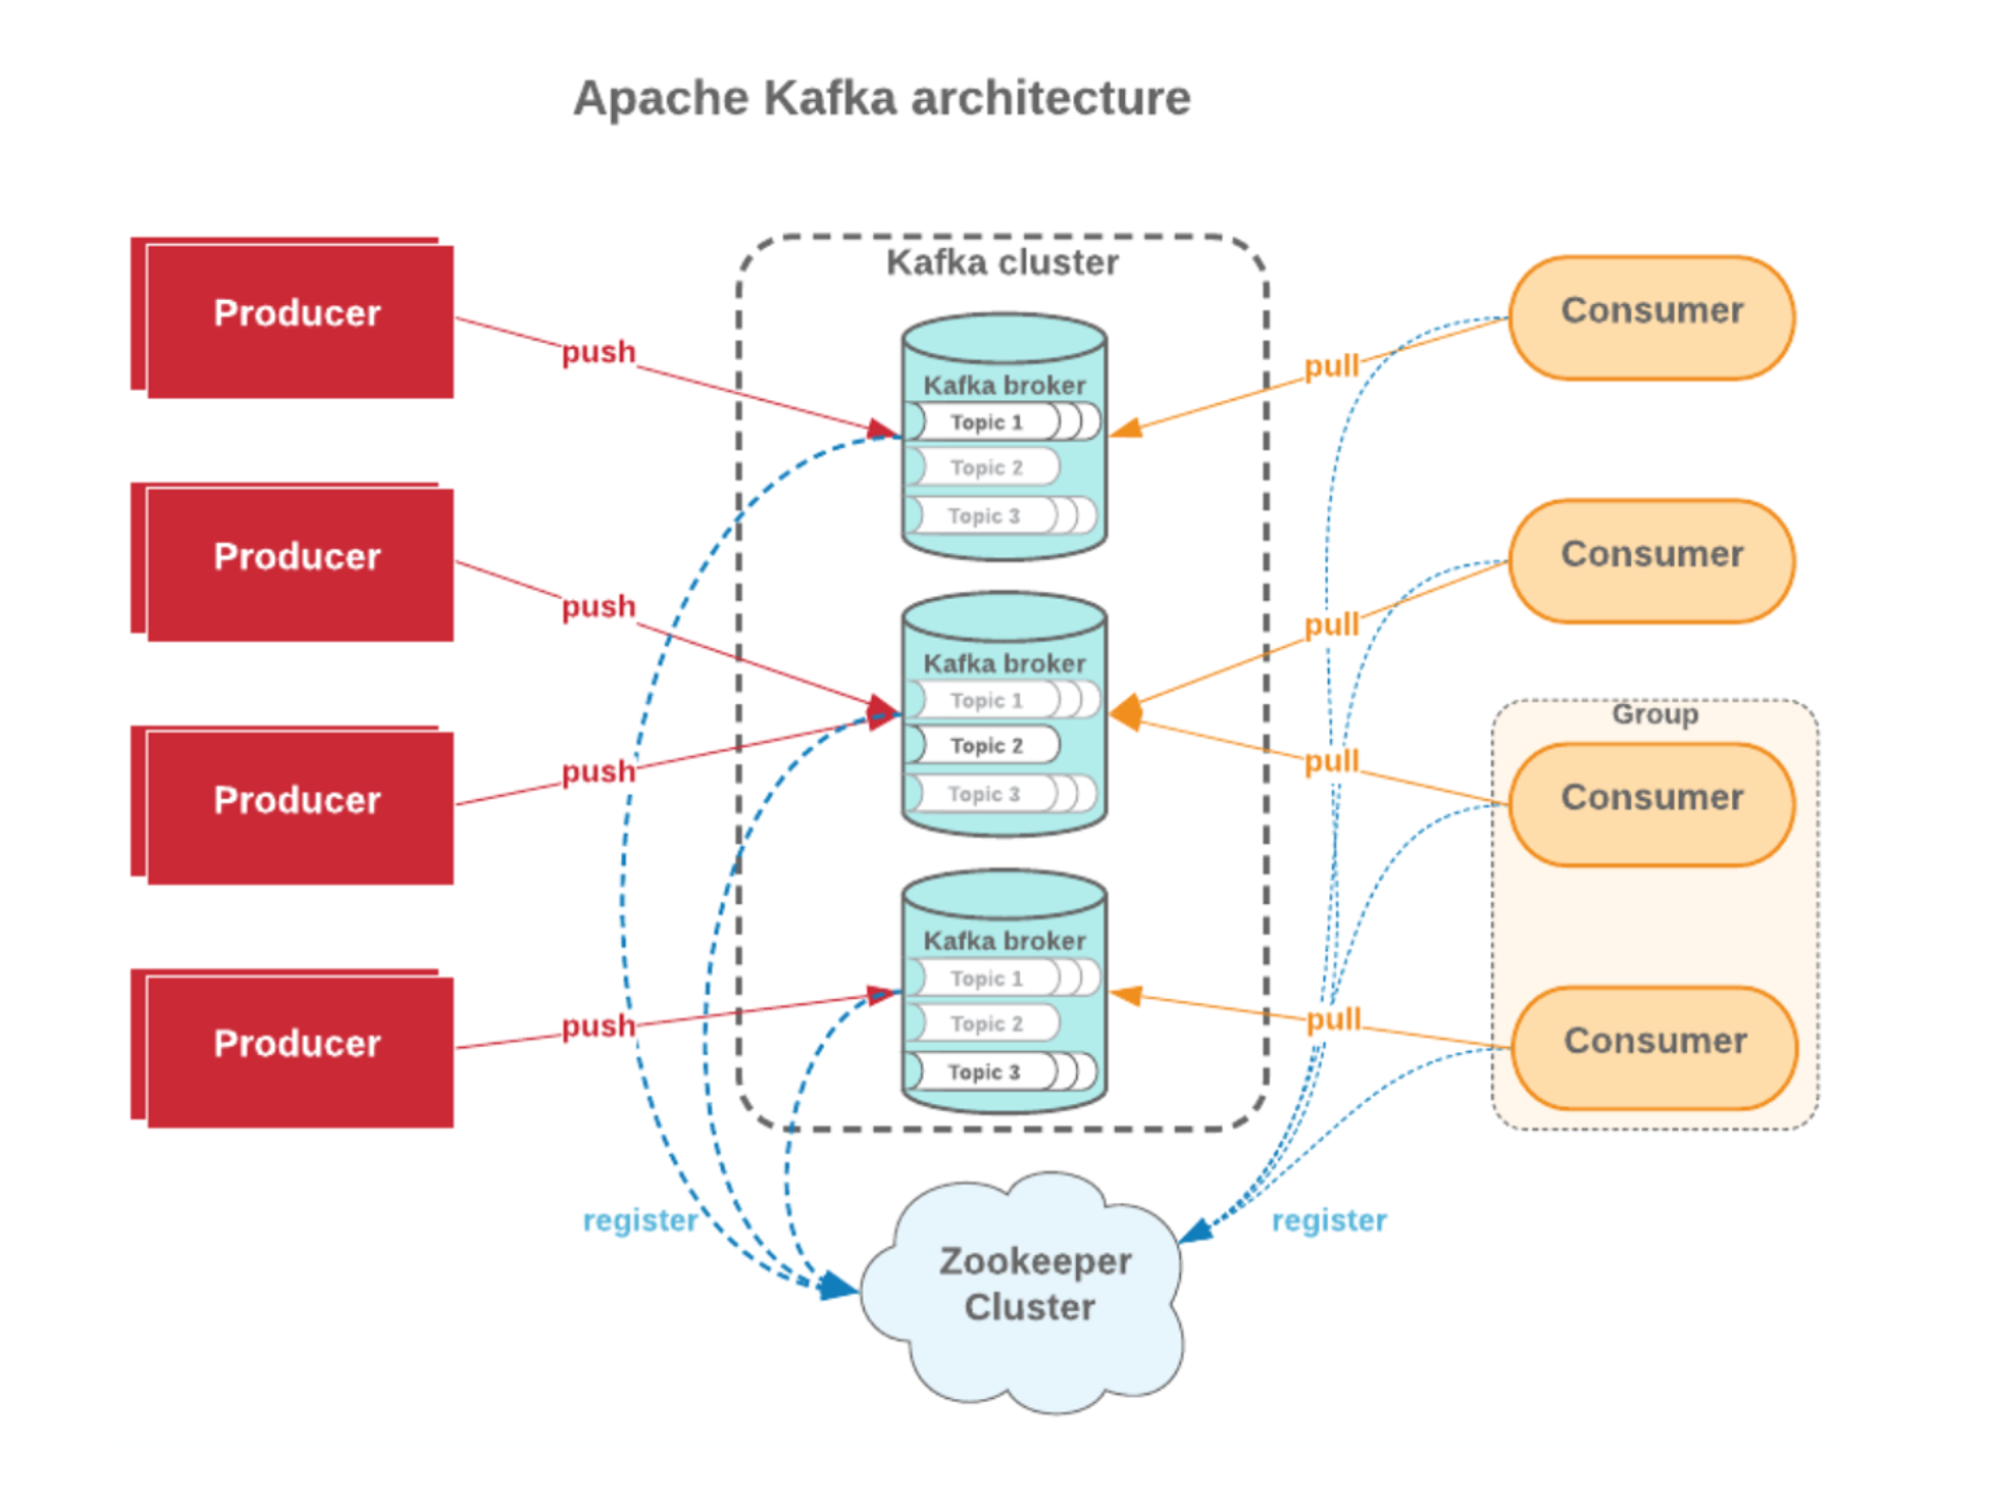 Apache Kafka architecture
Producer
push
Producer
push
Producer
push
Producer
push
Kafka cluster
Kafka broker
Topic 1
Topic 2
Topic 3
Kafka broker
Topic 1
Topic 2
Topic 3
Kafka broker
Topic 1
Topic 2
Topic 3
pull
Consumer
pull
Consumer
Group
pull
Consumer
pull
Consumer
register
Zookeeper
Cluster
register